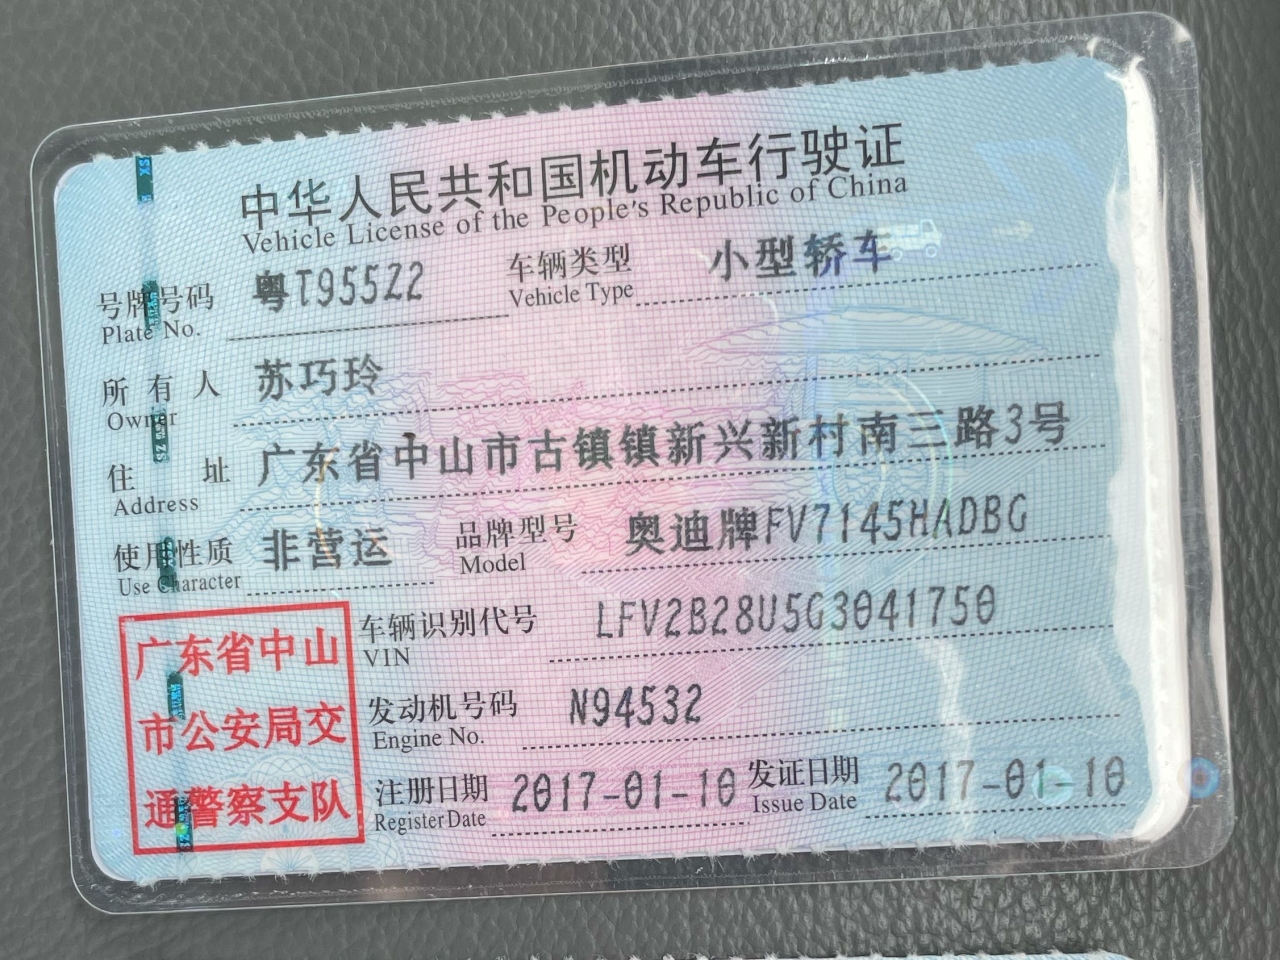 中华人民共和国机动车行驶证
Vehicle License of the People's Republic of China
号牌号码 粤T955Z2 车辆类型 小型轿车
Plate No. Vehicle Type
所有人 苏巧玲
Owner
住址 广东省中山市古镇镇新兴新村南三路3号
Address
使用性质 非营运 品牌型号 奥迪牌FV7145HADBG
Use Character Model
车辆识别代号 LFV2B28U5G3041750
VIN
发动机号码 N94532
Engine No.
注册日期 2017-01-10 发证日期 2017-01-10
Register Date Issue Date
广东省中山
市公安局交
通警察支队